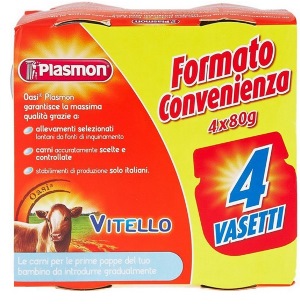 Plasmon
Oasi Plasmon
garantisce la massima
qualità grazie a:
• allevamenti selezionati
lontani da fonti di inquinamento
• carni accuratamente scelte e
controllate
• stabilimenti di produzione solo italiani.
Oasi
VITELLO
Le carni per le prime pappe del tuo
bambino da introdurre gradualmente
Formato
Convenienza
4x80g
4
VASETTI